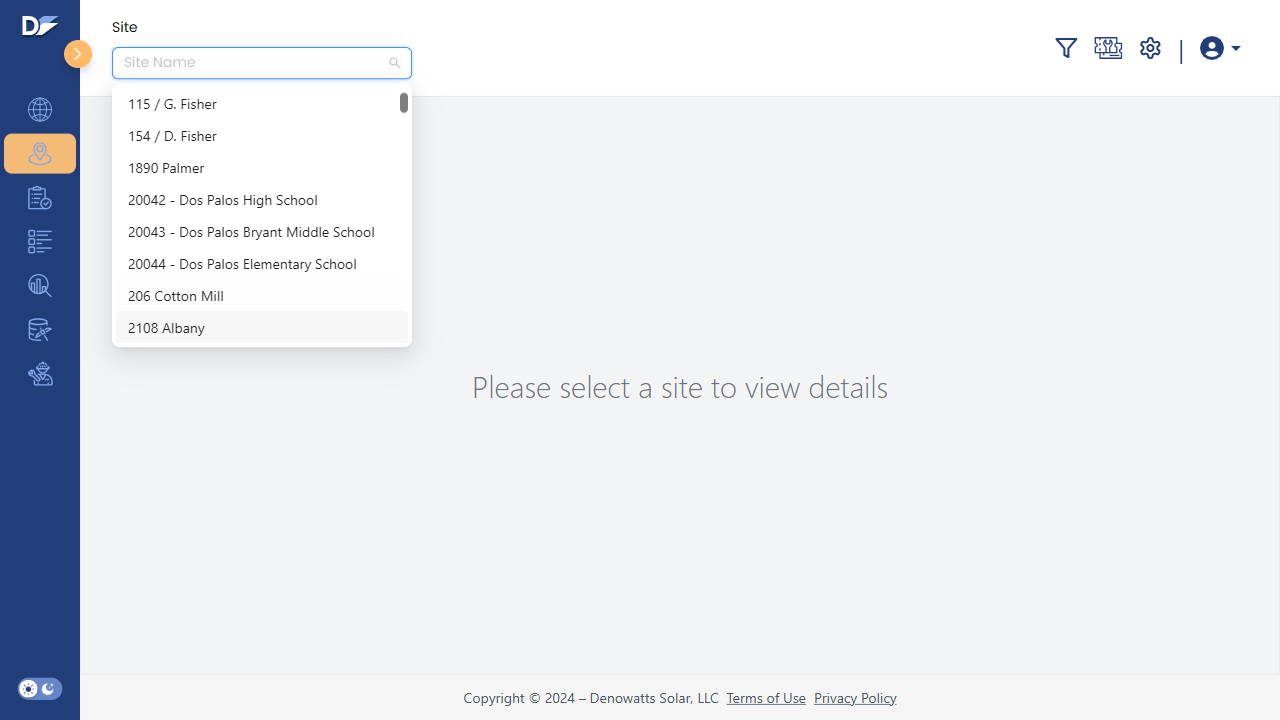 Site
Site Name
115 / G. Fisher
154 / D. Fisher
1890 Palmer
20042 - Dos Palos High School
20043 - Dos Palos Bryant Middle School
20044 - Dos Palos Elementary School
206 Cotton Mill
2108 Albany
Please select a site to view details
Copyright © 2024 – Denowatts Solar, LLC Terms of Use Privacy Policy